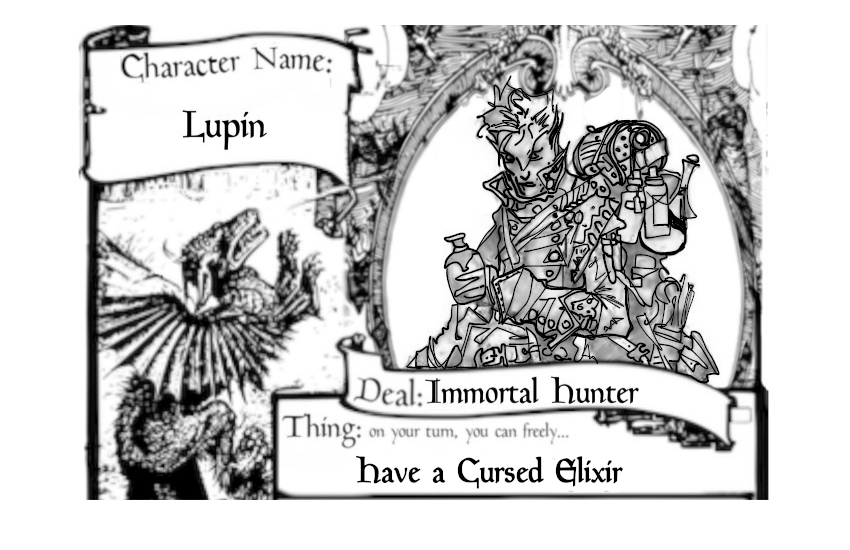 Character Name:
Lupin
Deal: Immortal Hunter
Thing: on your turn, you can freely...
Have a Cursed Elixir